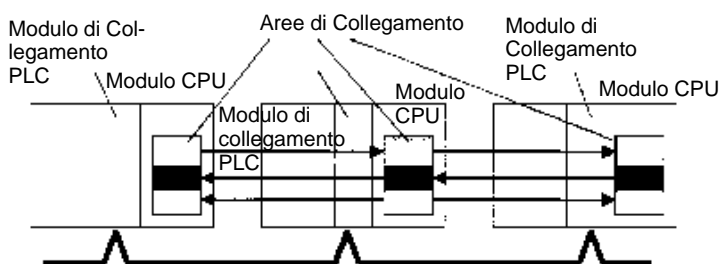 Modulo di Col-
legamento
PLC
Modulo CPU
Aree di Collegamento
Modulo di
collegamento
PLC
Modulo
CPU
Modulo di
Collegamento
PLC
Modulo CPU